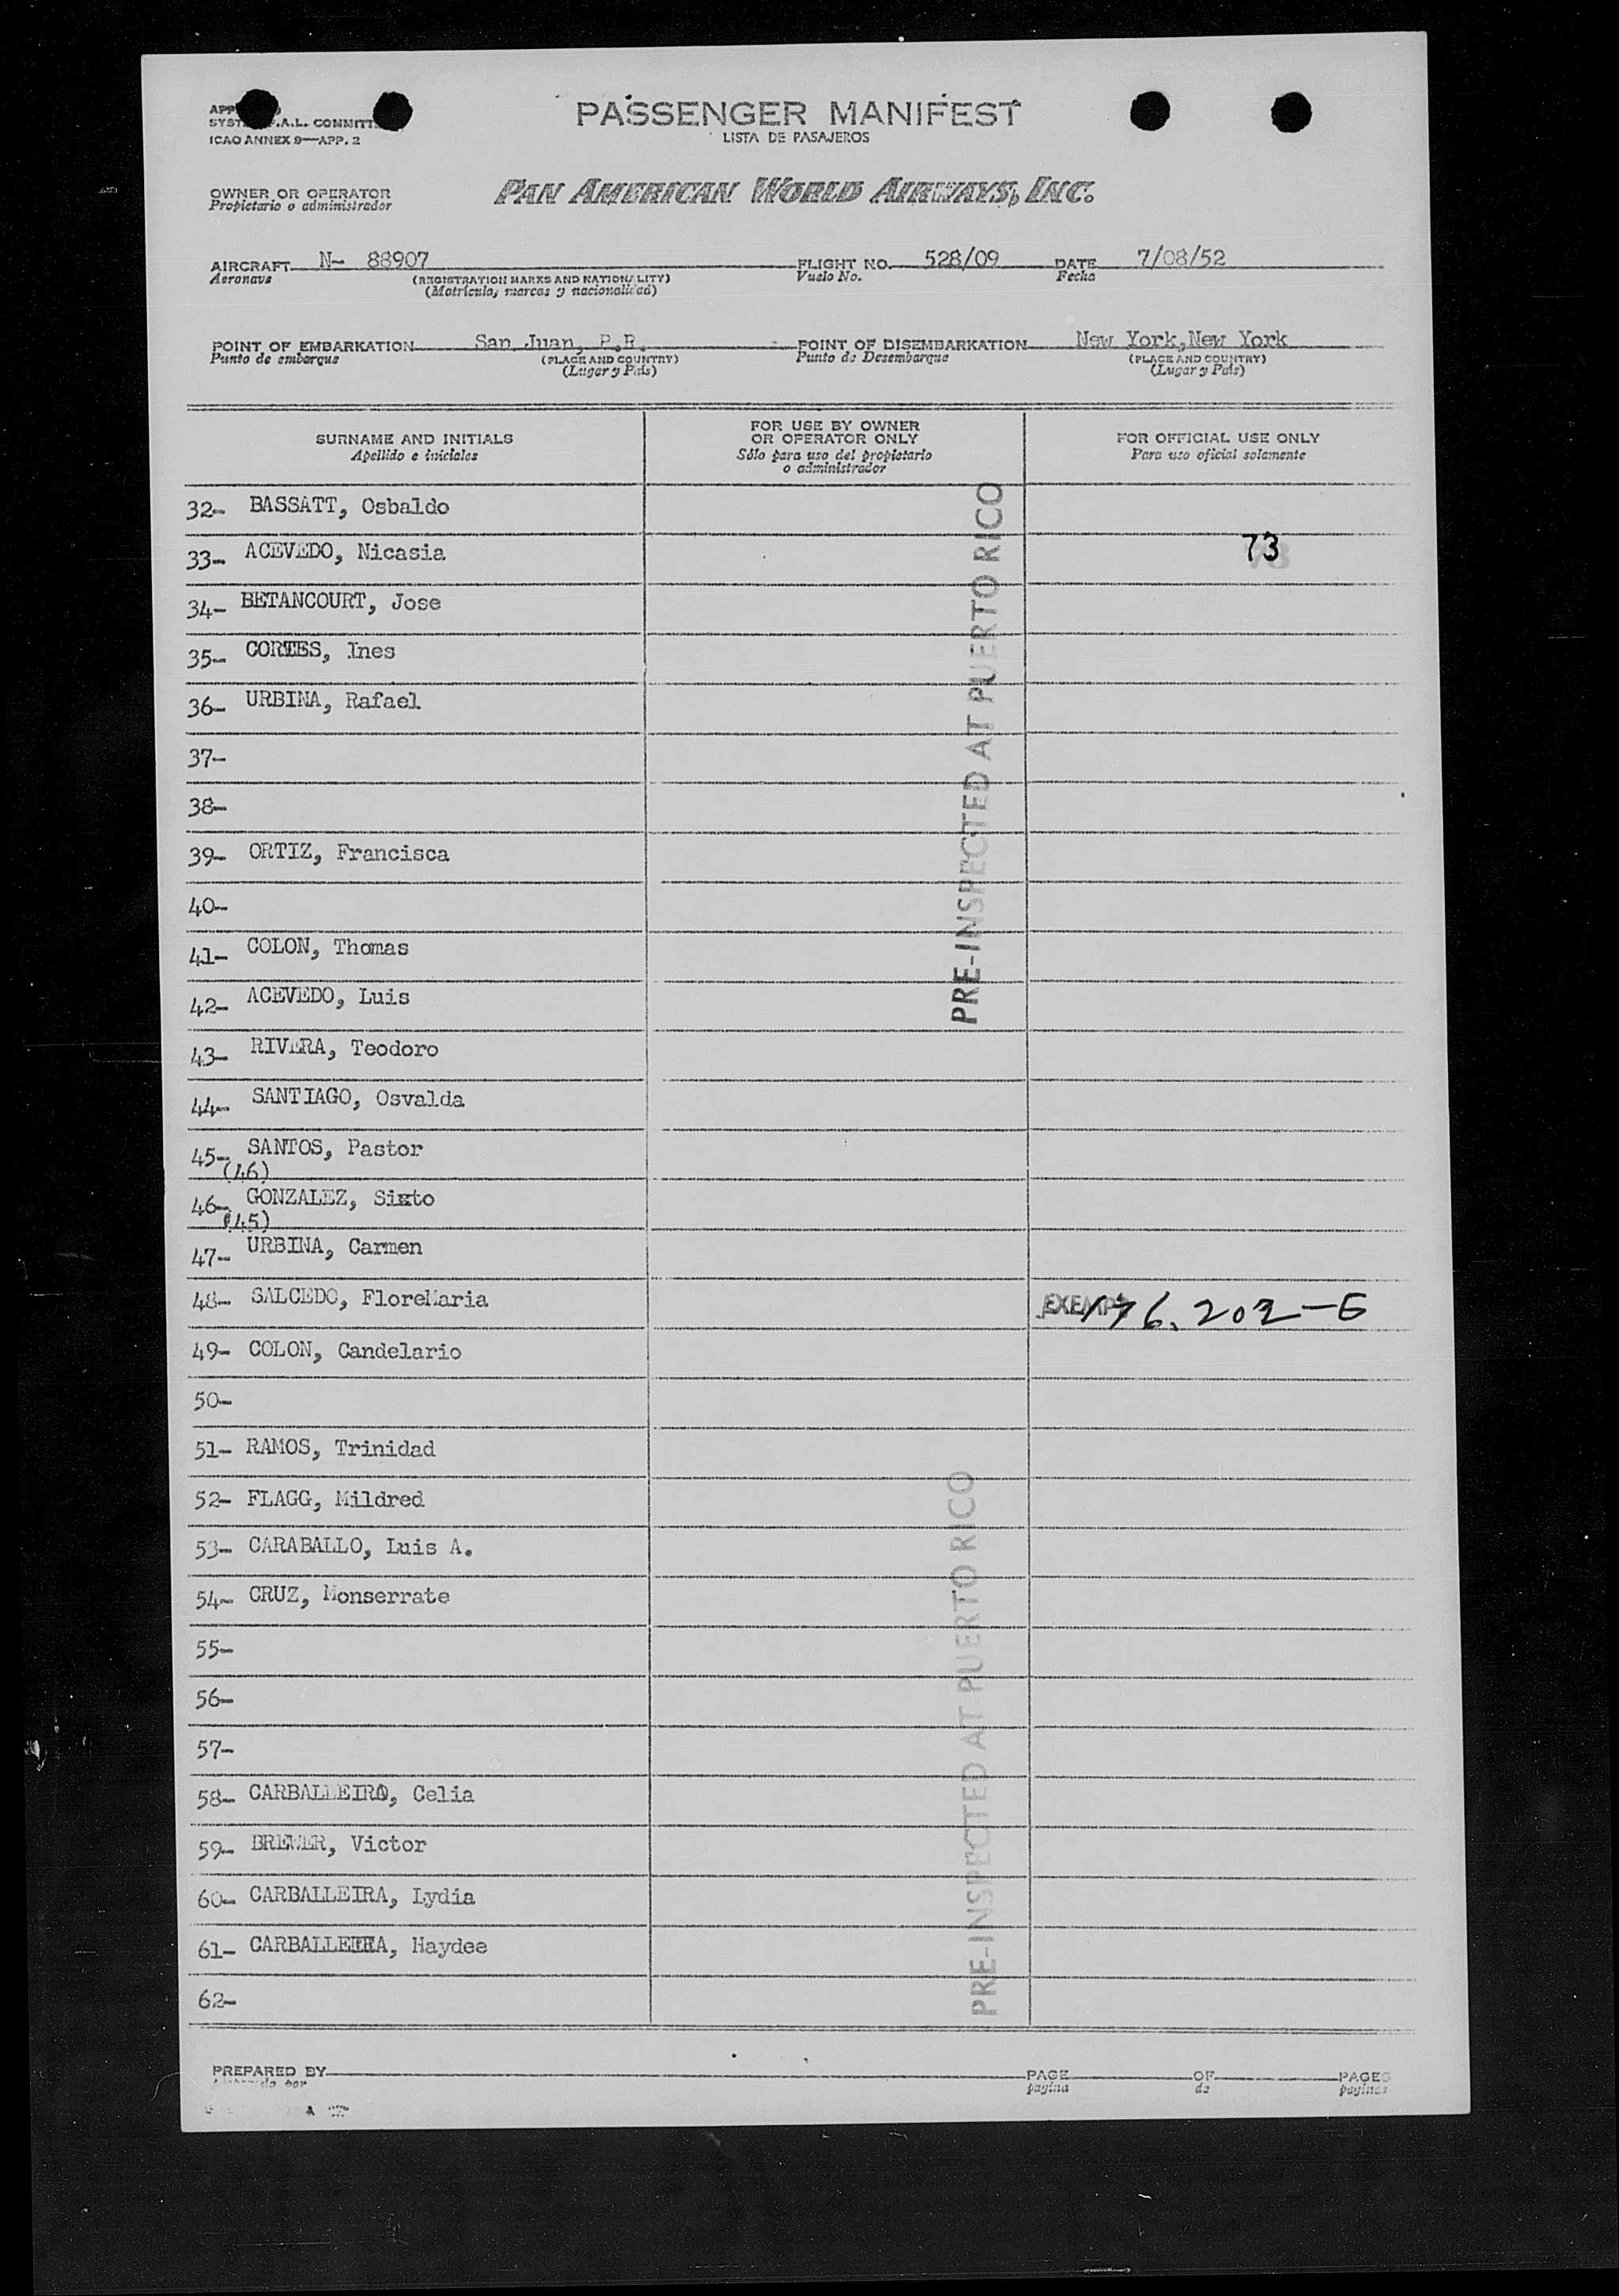 PASSENGER MANIFEST
LISTA DE PASAJEROS
ICAO ANNEX 9—APP. 2
OWNER OR OPERATOR
Propietario o administrador
PAN AMERICAN WORLD AIRWAYS, INC.
AIRCRAFT N- 88907 FLIGHT NO. 528/09 DATE 7/08/52
Aeronave (REGISTRATION MARKS AND NATIONALITY) Vuelo No. Fecha
(Matrícula, marcas y nacionalidad)
POINT OF EMBARKATION San Juan, P.R. POINT OF DISEMBARKATION New York,New York
Punto de embarque (PLACE AND COUNTRY) Punto de Desembarque (PLACE AND COUNTRY)
(Lugar y País) (Lugar y País)
SURNAME AND INITIALS
Apellido e iniciales
FOR USE BY OWNER
OR OPERATOR ONLY
Sólo para uso del propietario
o administrador
FOR OFFICIAL USE ONLY
Para uso oficial solamente
32- BASSATT, Osbaldo
33- ACEVEDO, Nicasia 73
34- BETANCOURT, Jose
35- CORTES, Ines
36- URBINA, Rafael
37-
38-
39- ORTIZ, Francisca
40-
41- COLON, Thomas
42- ACEVEDO, Luis
43- RIVERA, Teodoro
44- SANTIAGO, Osvalda
45- SANTOS, Pastor
(46)
46- GONZALEZ, Sixto
(45)
47- URBINA, Carmen
48- SALCEDO, FloreMaria EXEMPT 6.202-E
49- COLON, Candelario
50-
51- RAMOS, Trinidad
52- FLAGG, Mildred
53- CARABALLO, Luis A.
54- CRUZ, Monserrate
55-
56-
57-
58- CARBALLEIRO, Celia
59- BREWER, Victor
60- CARBALLEIRA, Lydia
61- CARBALLEIRA, Haydee
62-
PRE-INSPECTED AT PUERTO RICO
PRE-INSPECTED AT PUERTO RICO
PREPARED BY PAGE OF PAGES
pagina de paginas